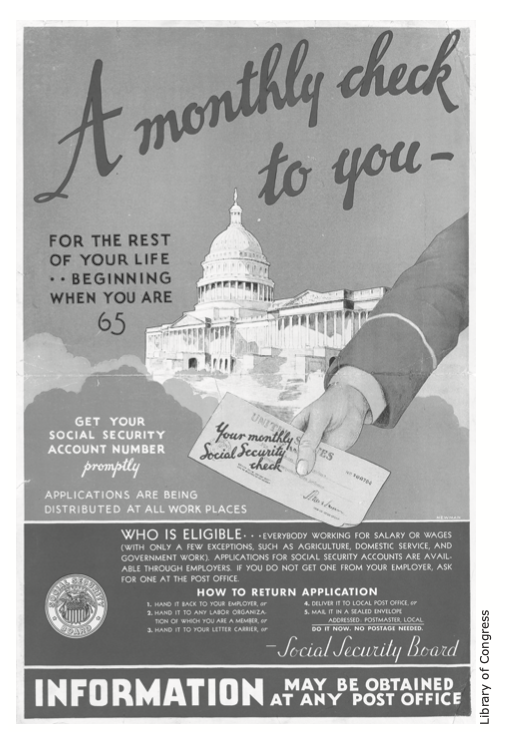 A monthly check
to you-
FOR THE REST
OF YOUR LIFE
·· BEGINNING
WHEN YOU ARE
65
GET YOUR
SOCIAL SECURITY
ACCOUNT NUMBER
promptly
APPLICATIONS ARE BEING
DISTRIBUTED AT ALL WORK PLACES
UNITED STATES
Your monthly
Social Security
check
WHO IS ELIGIBLE··· EVERYBODY WORKING FOR SALARY OR WAGES
(WITH ONLY A FEW EXCEPTIONS, SUCH AS AGRICULTURE, DOMESTIC SERVICE, AND
GOVERNMENT WORK). APPLICATIONS FOR SOCIAL SECURITY ACCOUNTS ARE AVAIL-
ABLE THROUGH EMPLOYERS. IF YOU DO NOT GET ONE FROM YOUR EMPLOYER, ASK
FOR ONE AT THE POST OFFICE.
SOCIAL SECURITY BOARD
HOW TO RETURN APPLICATION
1. HAND IT BACK TO YOUR EMPLOYER, or
2. HAND IT TO ANY LABOR ORGANIZA-
TION OF WHICH YOU ARE A MEMBER, or
3. HAND IT TO YOUR LETTER CARRIER, or
4. DELIVER IT TO LOCAL POST OFFICE, or
5. MAIL IT IN A SEALED ENVELOPE
ADDRESSED: POSTMASTER, LOCAL
DO IT NOW. NO POSTAGE NEEDED.
—Social Security Board
INFORMATION MAY BE OBTAINED
AT ANY POST OFFICE
Library of Congress